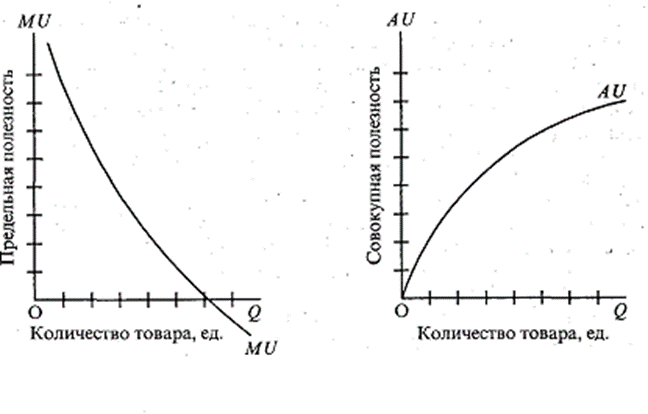 MU
Предельная полезность
O
Q
Количество товара, ед.
MU
AU
Совокупная полезность
AU
O
Q
Количество товара, ед.